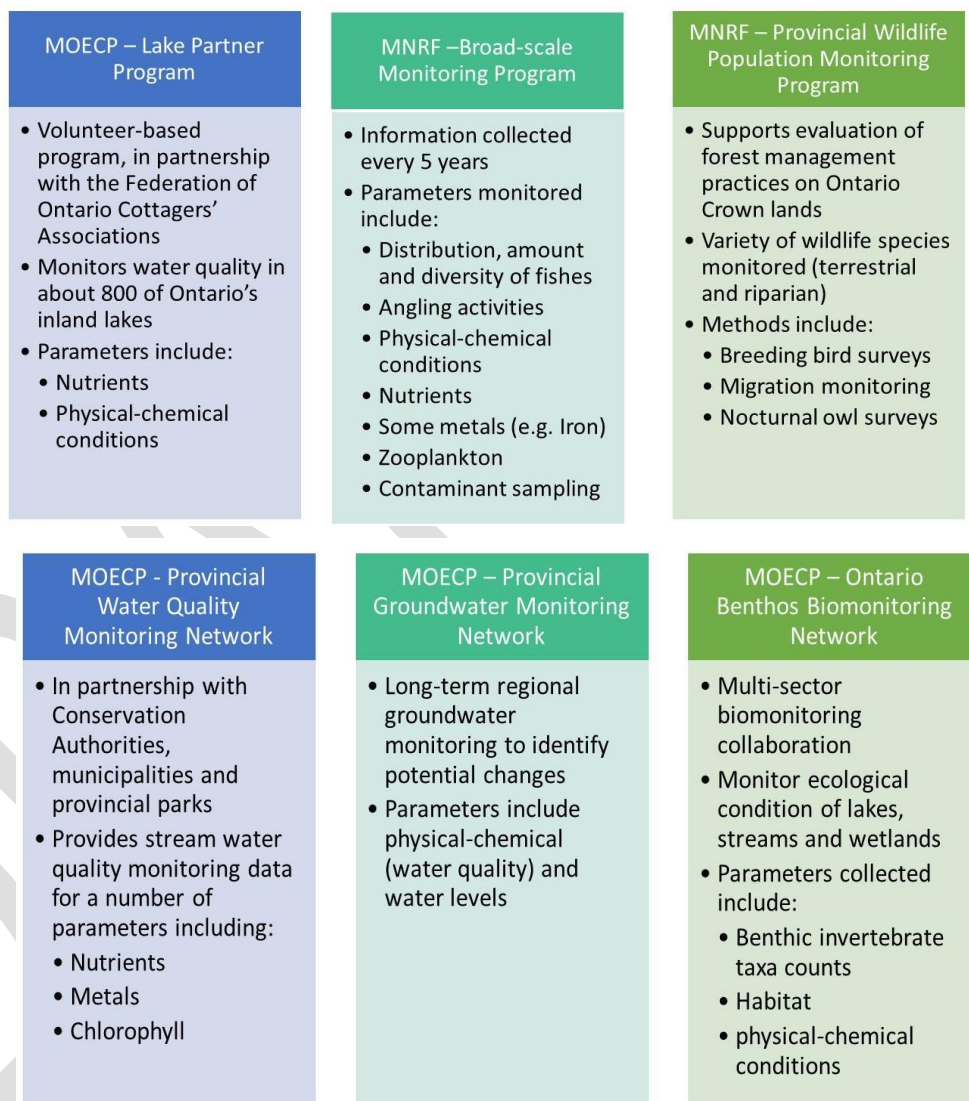 MOECP – Lake Partner
Program
• Volunteer-based
program, in partnership
with the Federation of
Ontario Cottagers’
Associations
• Monitors water quality in
about 800 of Ontario’s
inland lakes
• Parameters include:
• Nutrients
• Physical-chemical
conditions
MNRF –Broad-scale
Monitoring Program
• Information collected
every 5 years
• Parameters monitored
include:
• Distribution, amount
and diversity of fishes
• Angling activities
• Physical-chemical
conditions
• Nutrients
• Some metals (e.g. Iron)
• Zooplankton
• Contaminant sampling
MNRF – Provincial Wildlife
Population Monitoring
Program
• Supports evaluation of
forest management
practices on Ontario
Crown lands
• Variety of wildlife species
monitored (terrestrial
and riparian)
• Methods include:
• Breeding bird surveys
• Migration monitoring
• Nocturnal owl surveys
MOECP - Provincial
Water Quality
Monitoring Network
• In partnership with
Conservation
Authorities,
municipalities and
provincial parks
• Provides stream water
quality monitoring data
for a number of
parameters including:
• Nutrients
• Metals
• Chlorophyll
MOECP – Provincial
Groundwater Monitoring
Network
• Long-term regional
groundwater
monitoring to identify
potential changes
• Parameters include
physical-chemical
(water quality) and
water levels
MOECP – Ontario
Benthos Biomonitoring
Network
• Multi-sector
biomonitoring
collaboration
• Monitor ecological
condition of lakes,
streams and wetlands
• Parameters collected
include:
• Benthic invertebrate
taxa counts
• Habitat
• physical-chemical
conditions